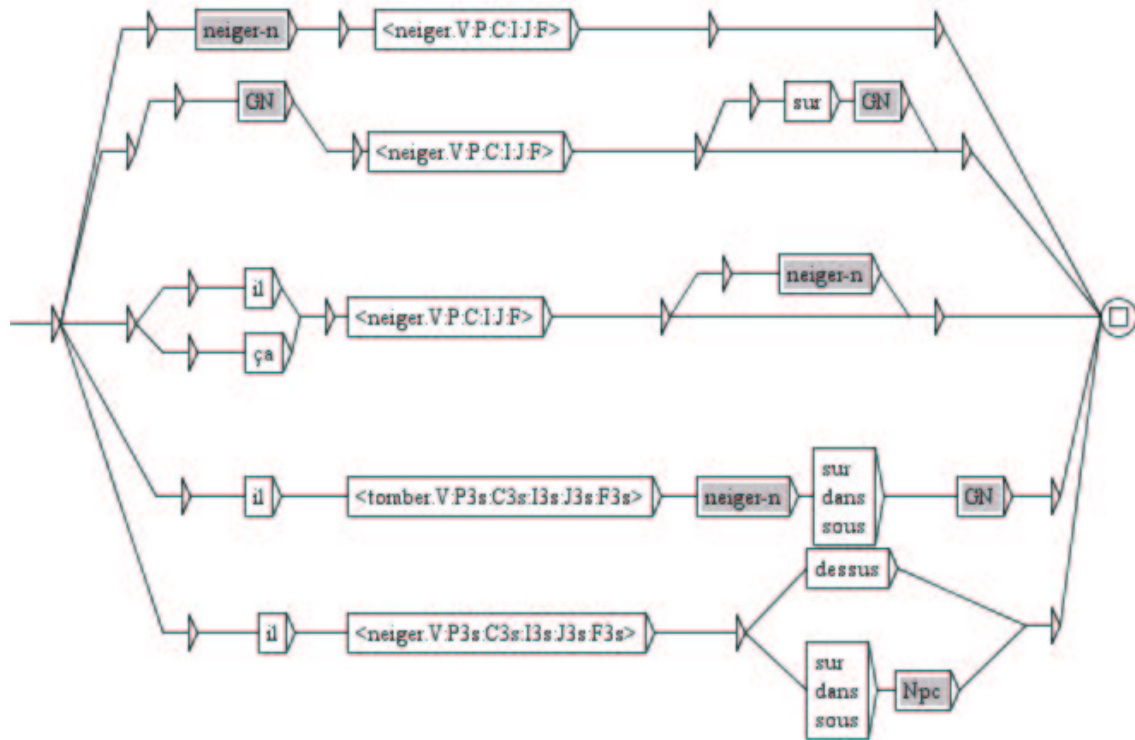 neiger-n <neiger.V:P:C:I:J:F>
GN <neiger.V:P:C:I:J:F> sur GN
il
ça
<neiger.V:P:C:I:J:F> neiger-n
il <tomber.V:P3s:C3s:I3s:J3s:F3s> neiger-n
sur
dans
sous
GN
il <neiger.V:P3s:C3s:I3s:J3s:F3s>
dessus
sur
dans
sous
Npc